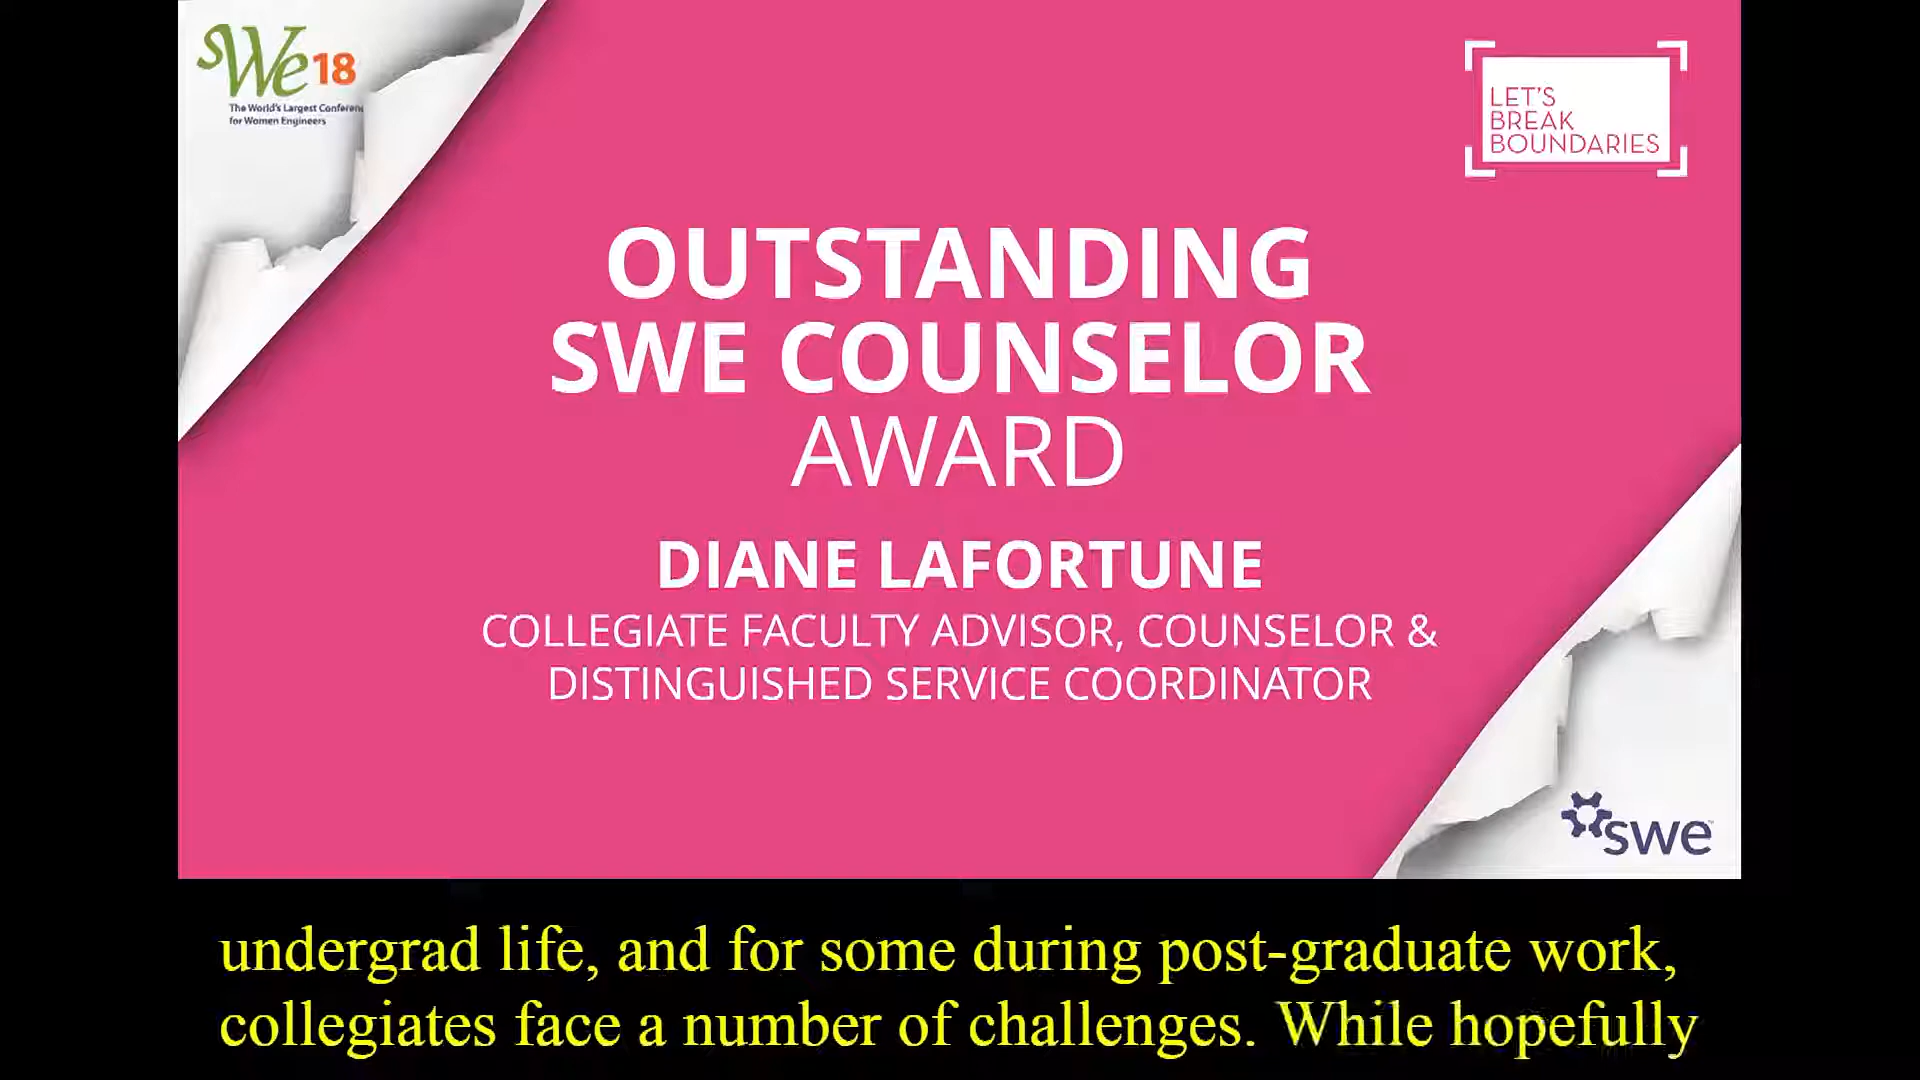 sWe18
The World's Largest Conferenc
for Women Engineers
LET'S
BREAK
BOUNDARIES
OUTSTANDING
SWE COUNSELOR
AWARD
DIANE LAFORTUNE
COLLEGIATE FACULTY ADVISOR, COUNSELOR &
DISTINGUISHED SERVICE COORDINATOR
swe
undergrad life, and for some during post-graduate work,
collegiates face a number of challenges. While hopefully